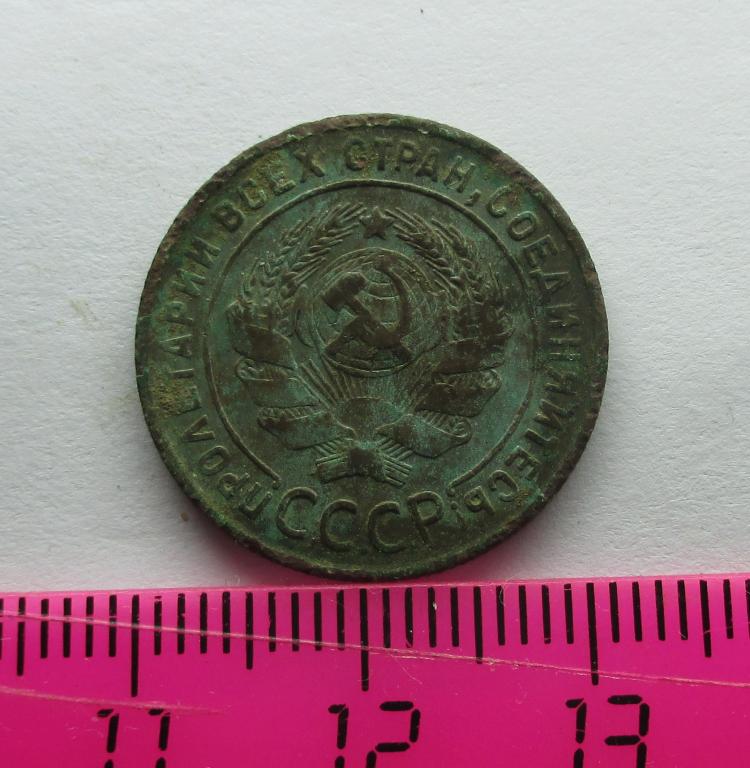 ПРОЛЕТАРИИ ВСЕХ СТРАН, СОЕДИНЯЙТЕСЬ
СССР
11 12 13